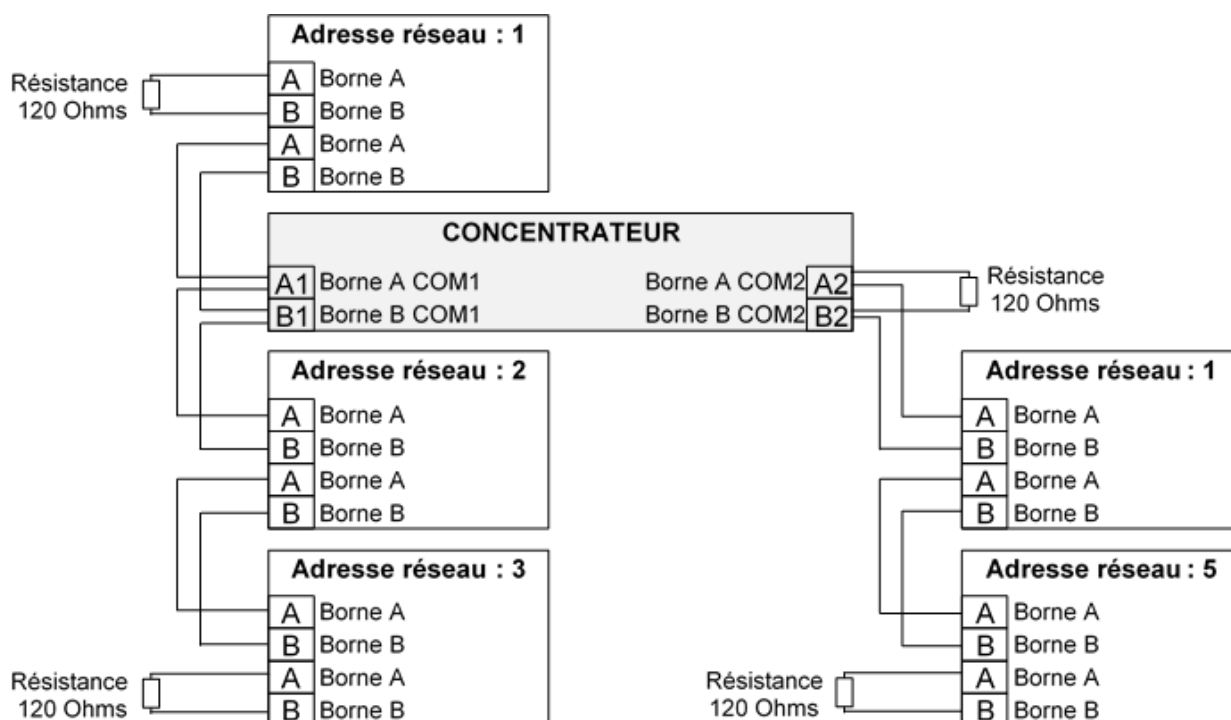 Adresse réseau : 1
Résistance
120 Ohms
A Borne A
B Borne B
A Borne A
B Borne B
CONCENTRATEUR
A1 Borne A COM1
B1 Borne B COM1
Borne A COM2 A2
Borne B COM2 B2
Résistance
120 Ohms
Adresse réseau : 2
A Borne A
B Borne B
A Borne A
B Borne B
Adresse réseau : 1
A Borne A
B Borne B
A Borne A
B Borne B
Adresse réseau : 3
A Borne A
B Borne B
A Borne A
B Borne B
Résistance
120 Ohms
Adresse réseau : 5
A Borne A
B Borne B
A Borne A
B Borne B
Résistance
120 Ohms